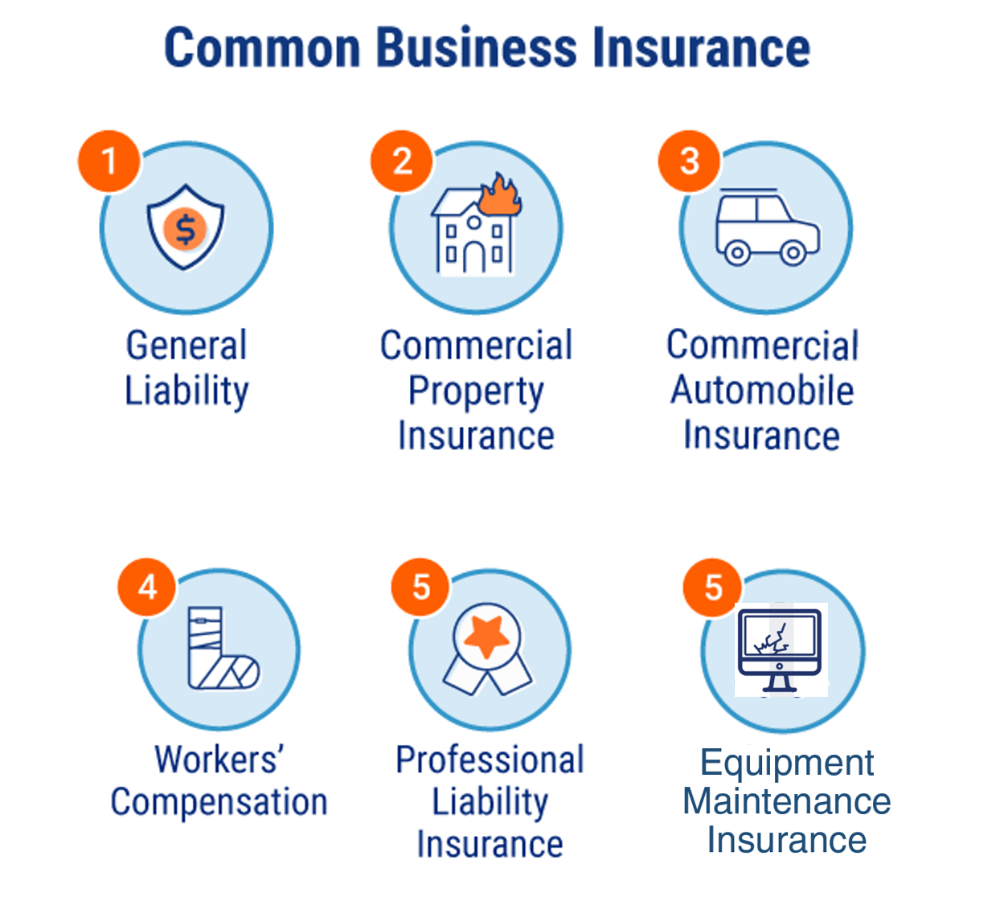 Common Business Insurance
1
2
3
$
General
Liability
Commercial
Property
Insurance
Commercial
Automobile
Insurance
4
5
5
Workers’
Compensation
Professional
Liability
Insurance
Equipment
Maintenance
Insurance